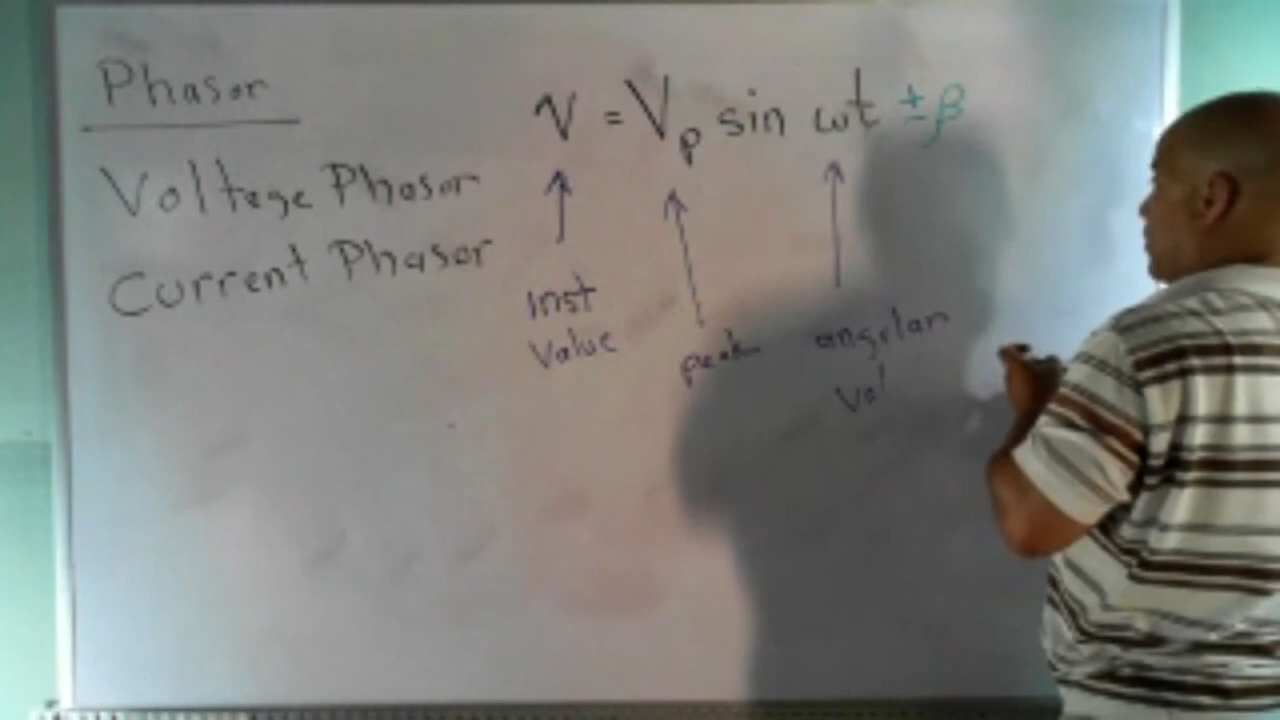 Phasor
Voltage Phasor
Current Phasor
v = Vp sin ωt ± β
inst
value
peak
angular
vel